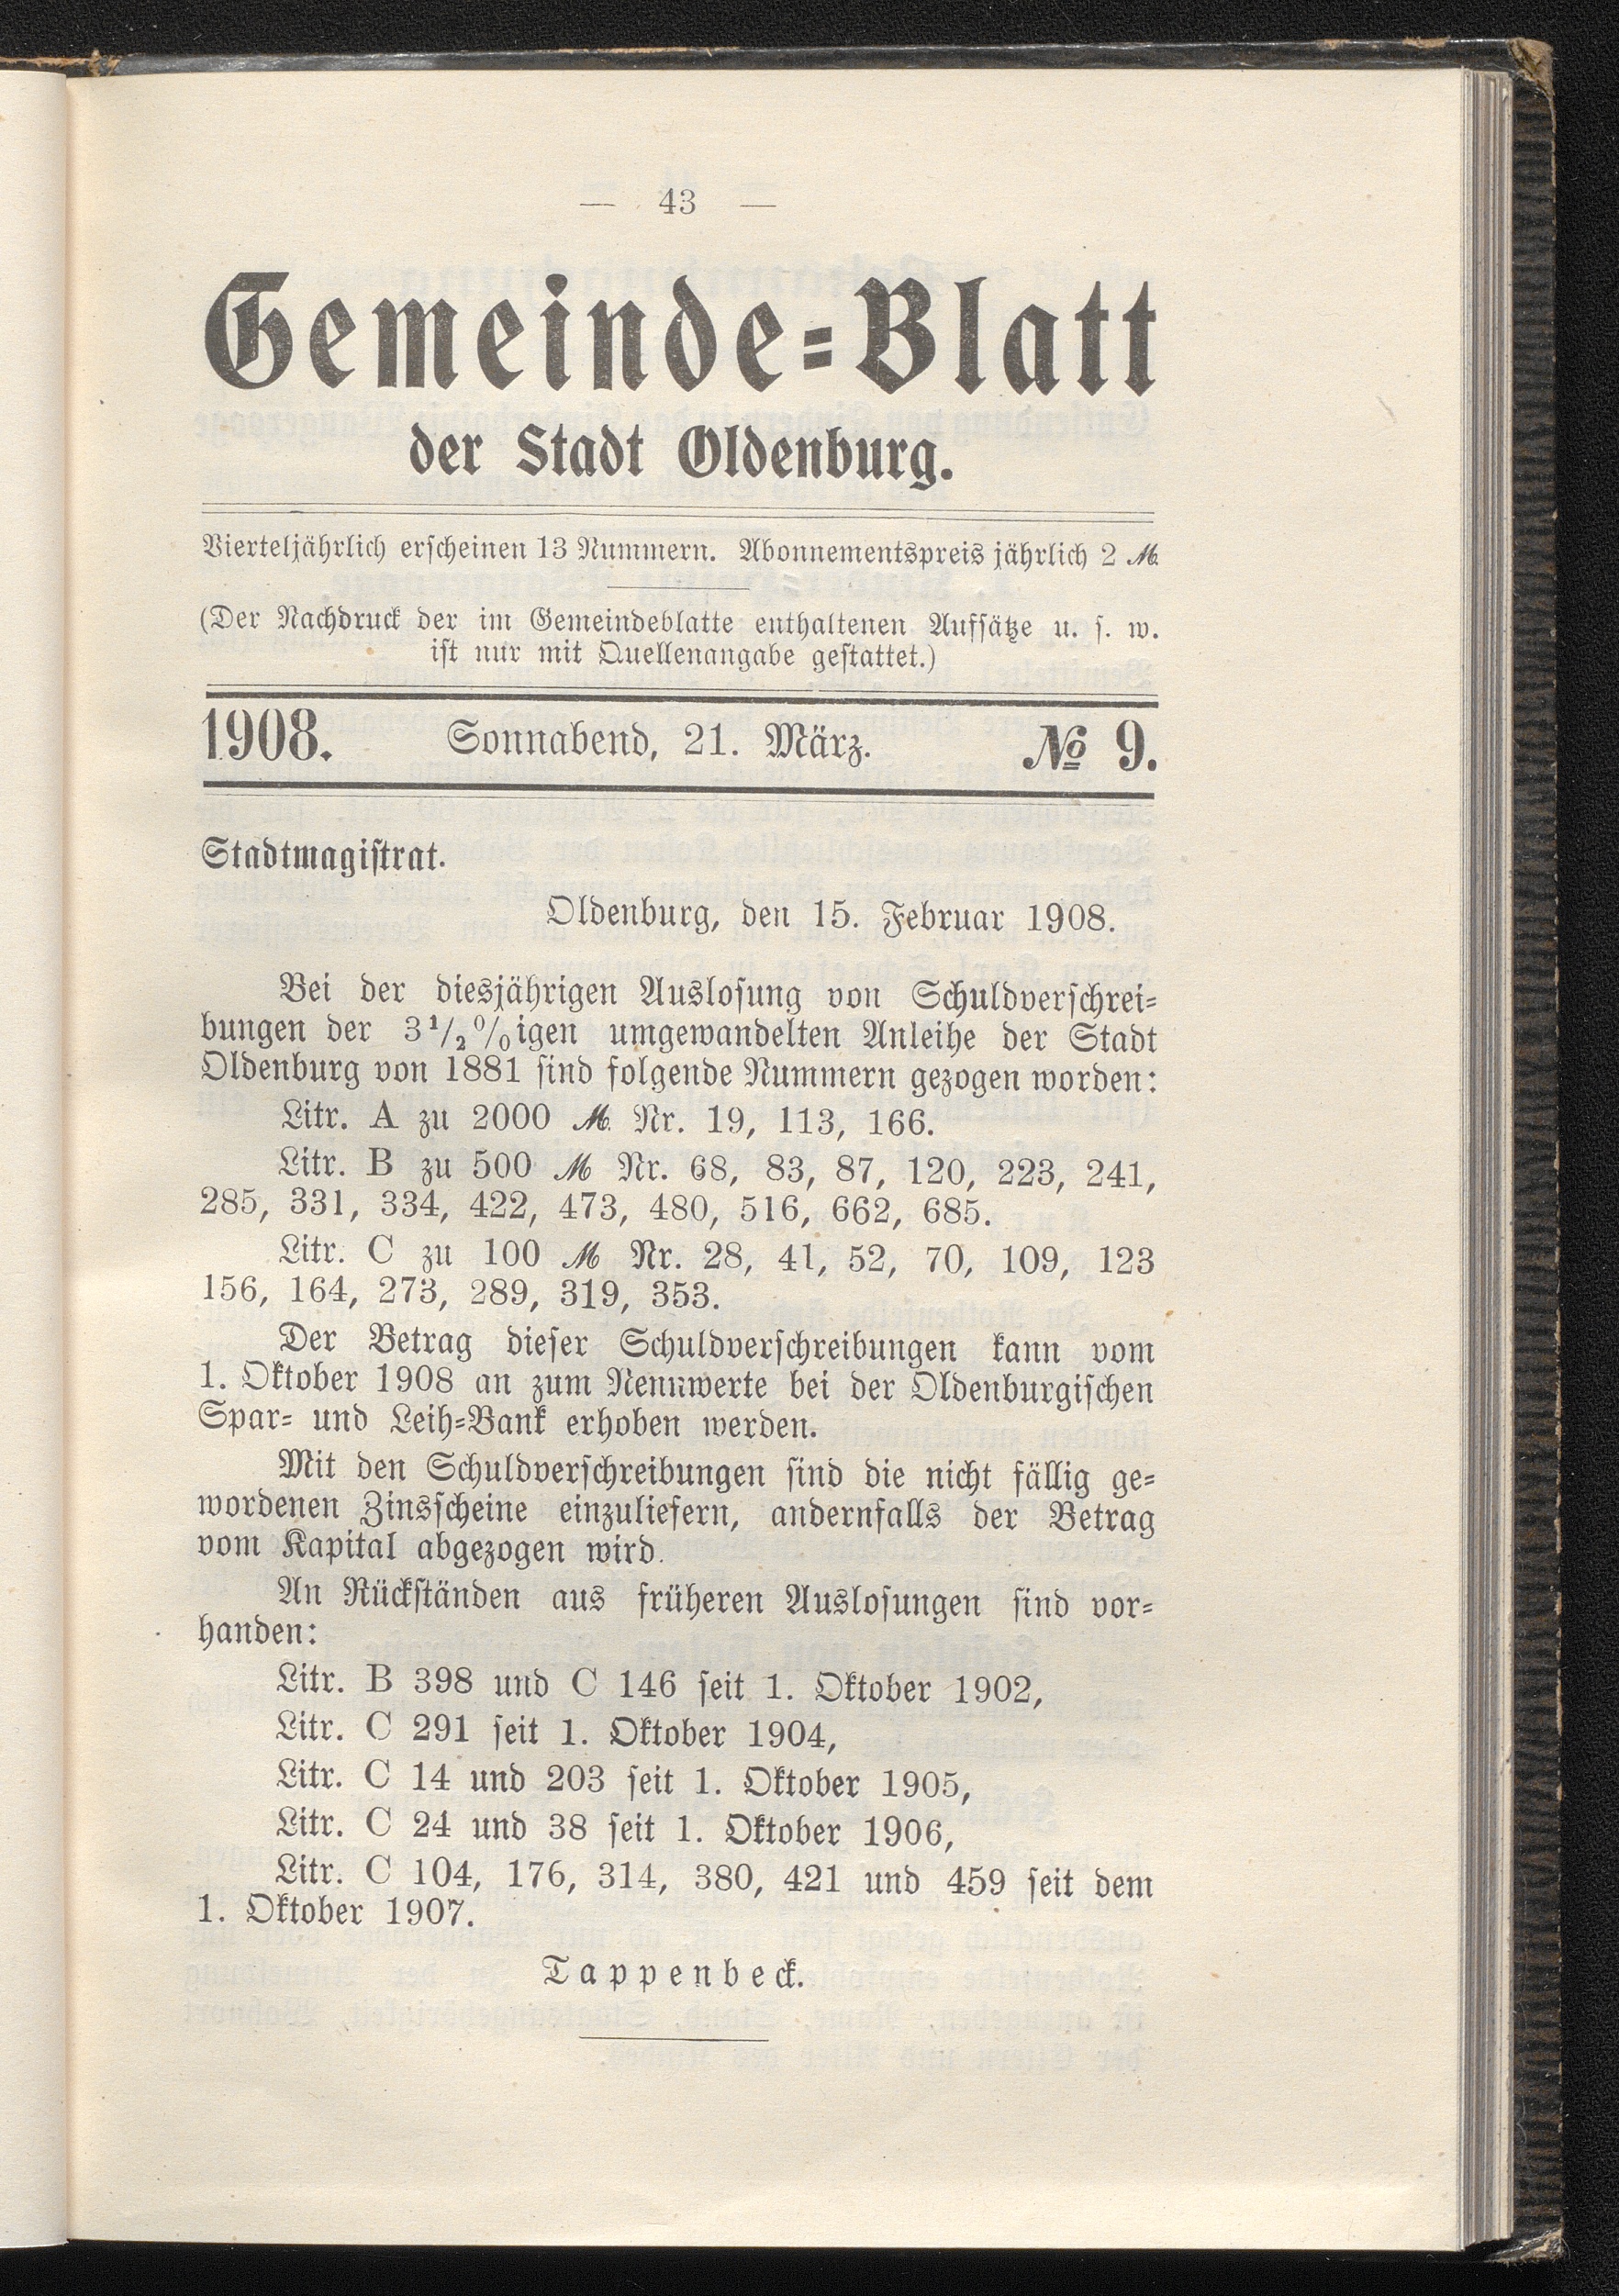 — 43 —
Gemeinde=Blatt
der Stadt Oldenburg.
Vierteljährlich erscheinen 13 Nummern. Abonnementspreis jährlich 2 ℳ.
(Der Nachdruck der im Gemeindeblatte enthaltenen Aufsätze u. s. w.
ist nur mit Quellenangabe gestattet.)
1908. Sonnabend, 21. März. № 9.
Stadtmagistrat.
Oldenburg, den 15. Februar 1908.
Bei der diesjährigen Auslosung von Schuldverschrei=
bungen der 3 1/2 0/0igen umgewandelten Anleihe der Stadt
Oldenburg von 1881 sind folgende Nummern gezogen worden:
Litr. A zu 2000 ℳ. Nr. 19, 113, 166.
Litr. B zu 500 ℳ Nr. 68, 83, 87, 120, 223, 241,
285, 331, 334, 422, 473, 480, 516, 662, 685.
Litr. C zu 100 ℳ Nr. 28, 41, 52, 70, 109, 123
156, 164, 273, 289, 319, 353.
Der Betrag dieser Schuldverschreibungen kann vom
1. Oktober 1908 an zum Nennwerte bei der Oldenburgischen
Spar= und Leih=Bank erhoben werden.
Mit den Schuldverschreibungen sind die nicht fällig ge=
wordenen Zinsscheine einzuliefern, andernfalls der Betrag
vom Kapital abgezogen wird.
An Rückständen aus früheren Auslosungen sind vor=
handen:
Litr. B 398 und C 146 seit 1. Oktober 1902,
Litr. C 291 seit 1. Oktober 1904,
Litr. C 14 und 203 seit 1. Oktober 1905,
Litr. C 24 und 38 seit 1. Oktober 1906,
Litr. C 104, 176, 314, 380, 421 und 459 seit dem
1. Oktober 1907.
Tappenbeck.